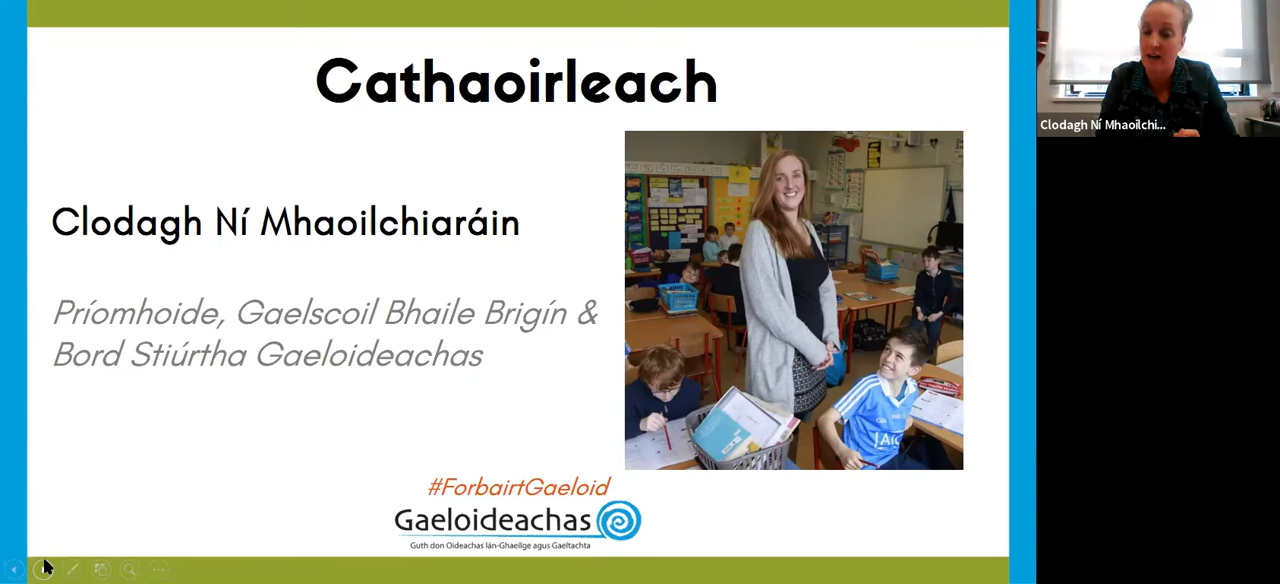 Cathaoirleach
Clodagh Ní Mhaoilchiaráin
Príomhoide, Gaelscoil Bhaile Brigín &
Bord Stiúrtha Gaeloideachas
#ForbairtGaeloid
Gaeloideachas
Guth don Oideachas lán-Ghaeilge agus Gaeltachta
Clodagh Ní Mhaoilchi...